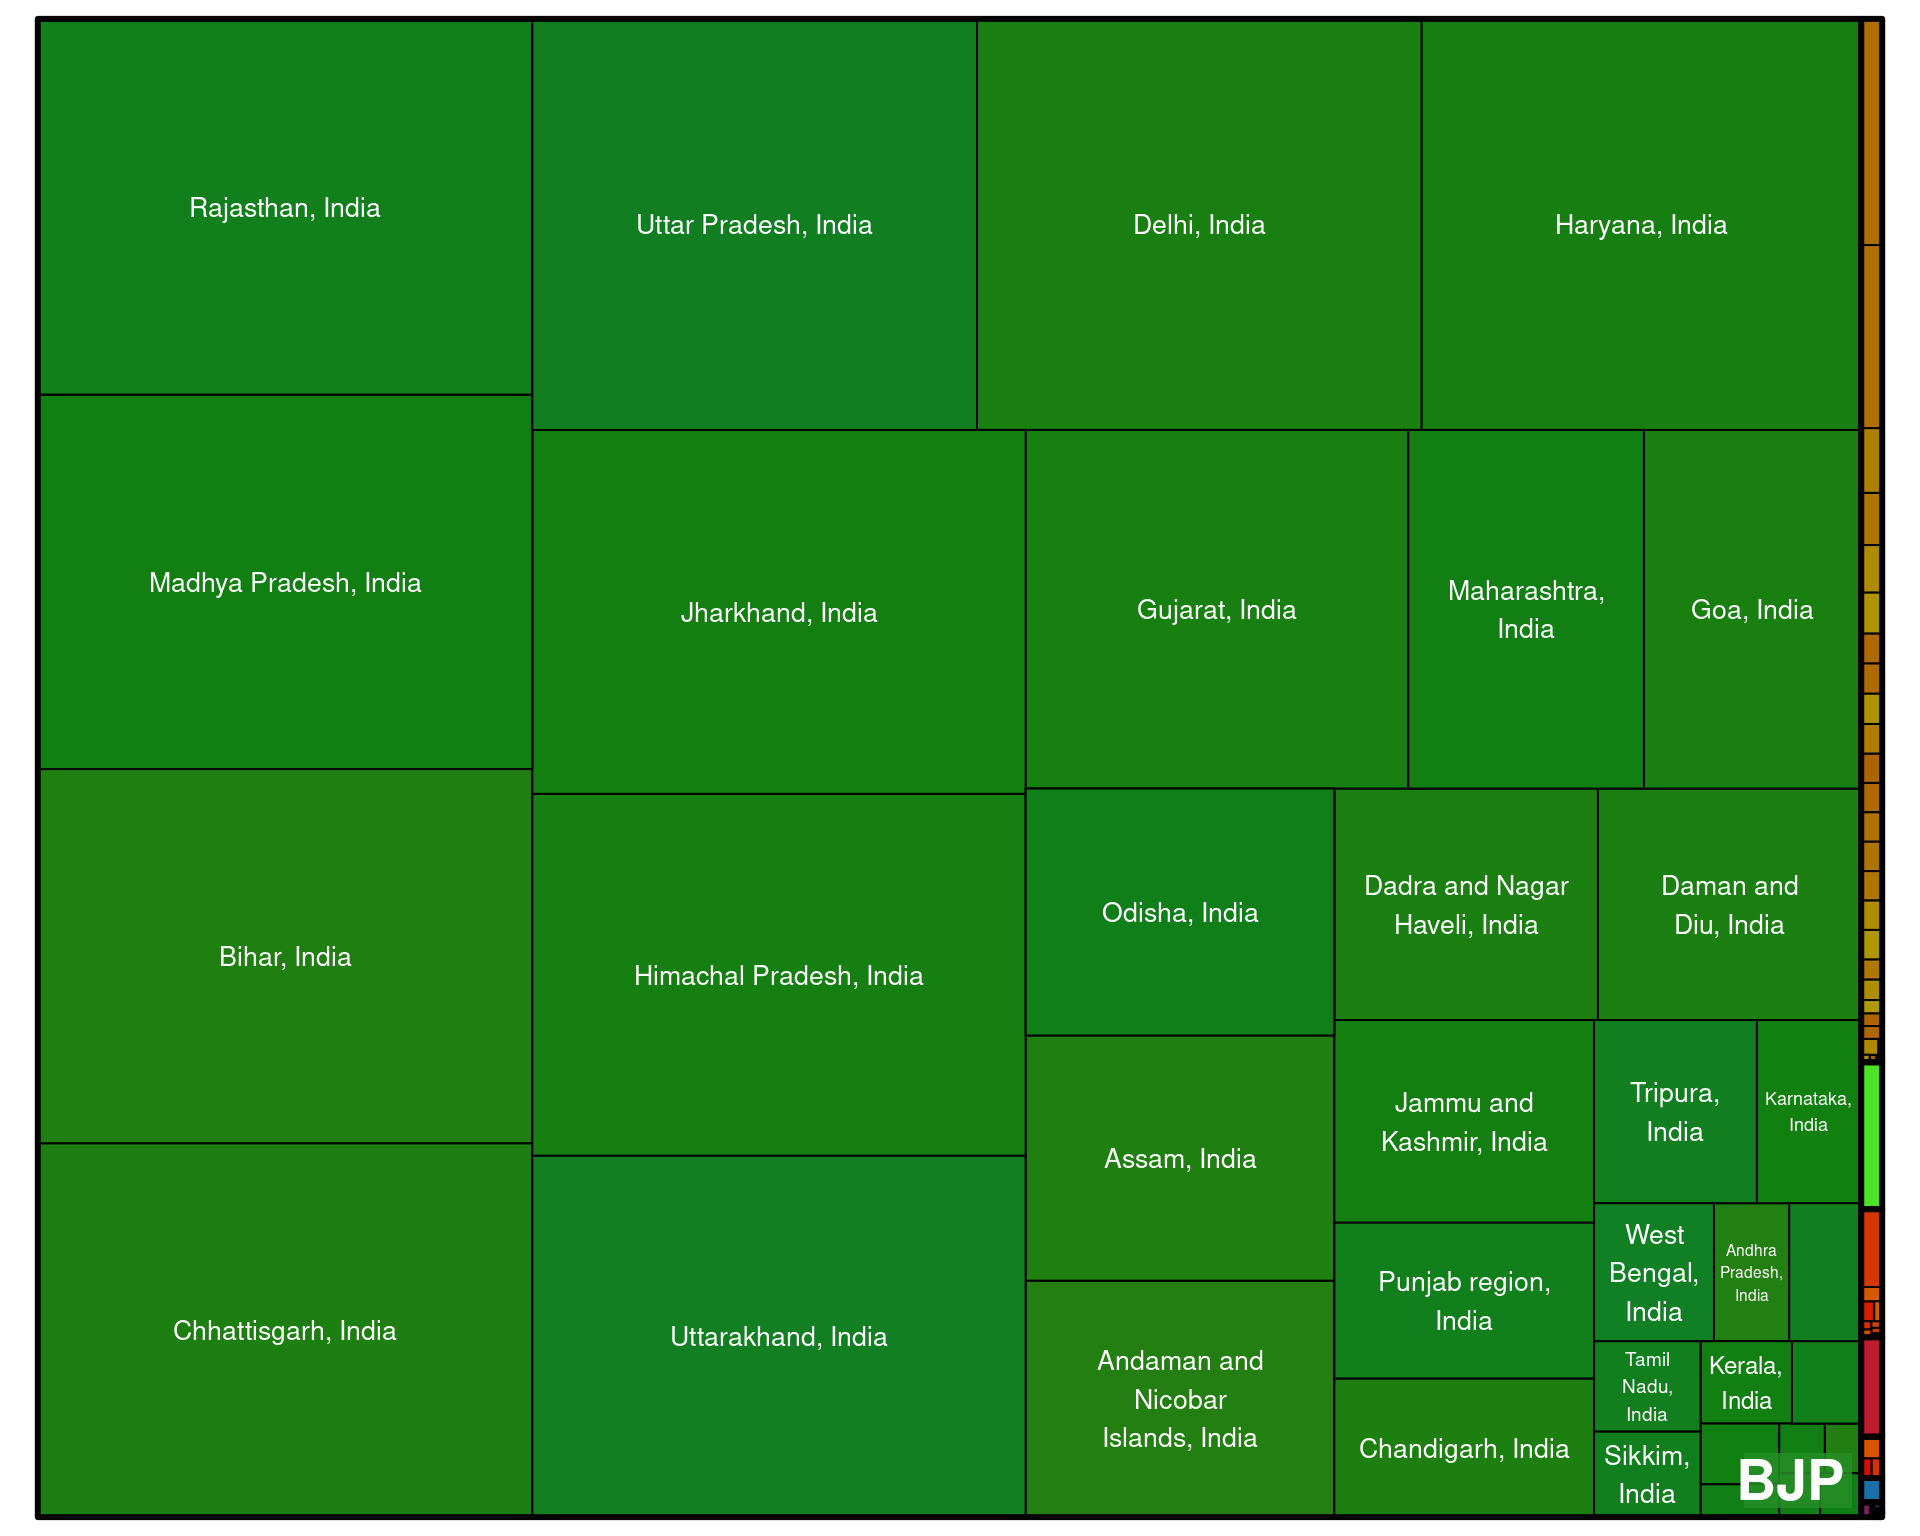 Rajasthan, India
Uttar Pradesh, India
Delhi, India
Haryana, India
Madhya Pradesh, India
Jharkhand, India
Gujarat, India
Maharashtra,
India
Goa, India
Bihar, India
Himachal Pradesh, India
Odisha, India
Dadra and Nagar
Haveli, India
Daman and
Diu, India
Assam, India
Jammu and
Kashmir, India
Tripura,
India
Karnataka,
India
Chhattisgarh, India
Uttarakhand, India
Andaman and
Nicobar
Islands, India
Punjab region,
India
West
Bengal,
India
Andhra
Pradesh,
India
Chandigarh, India
Tamil
Nadu,
India
Kerala,
India
Sikkim,
India
BJP